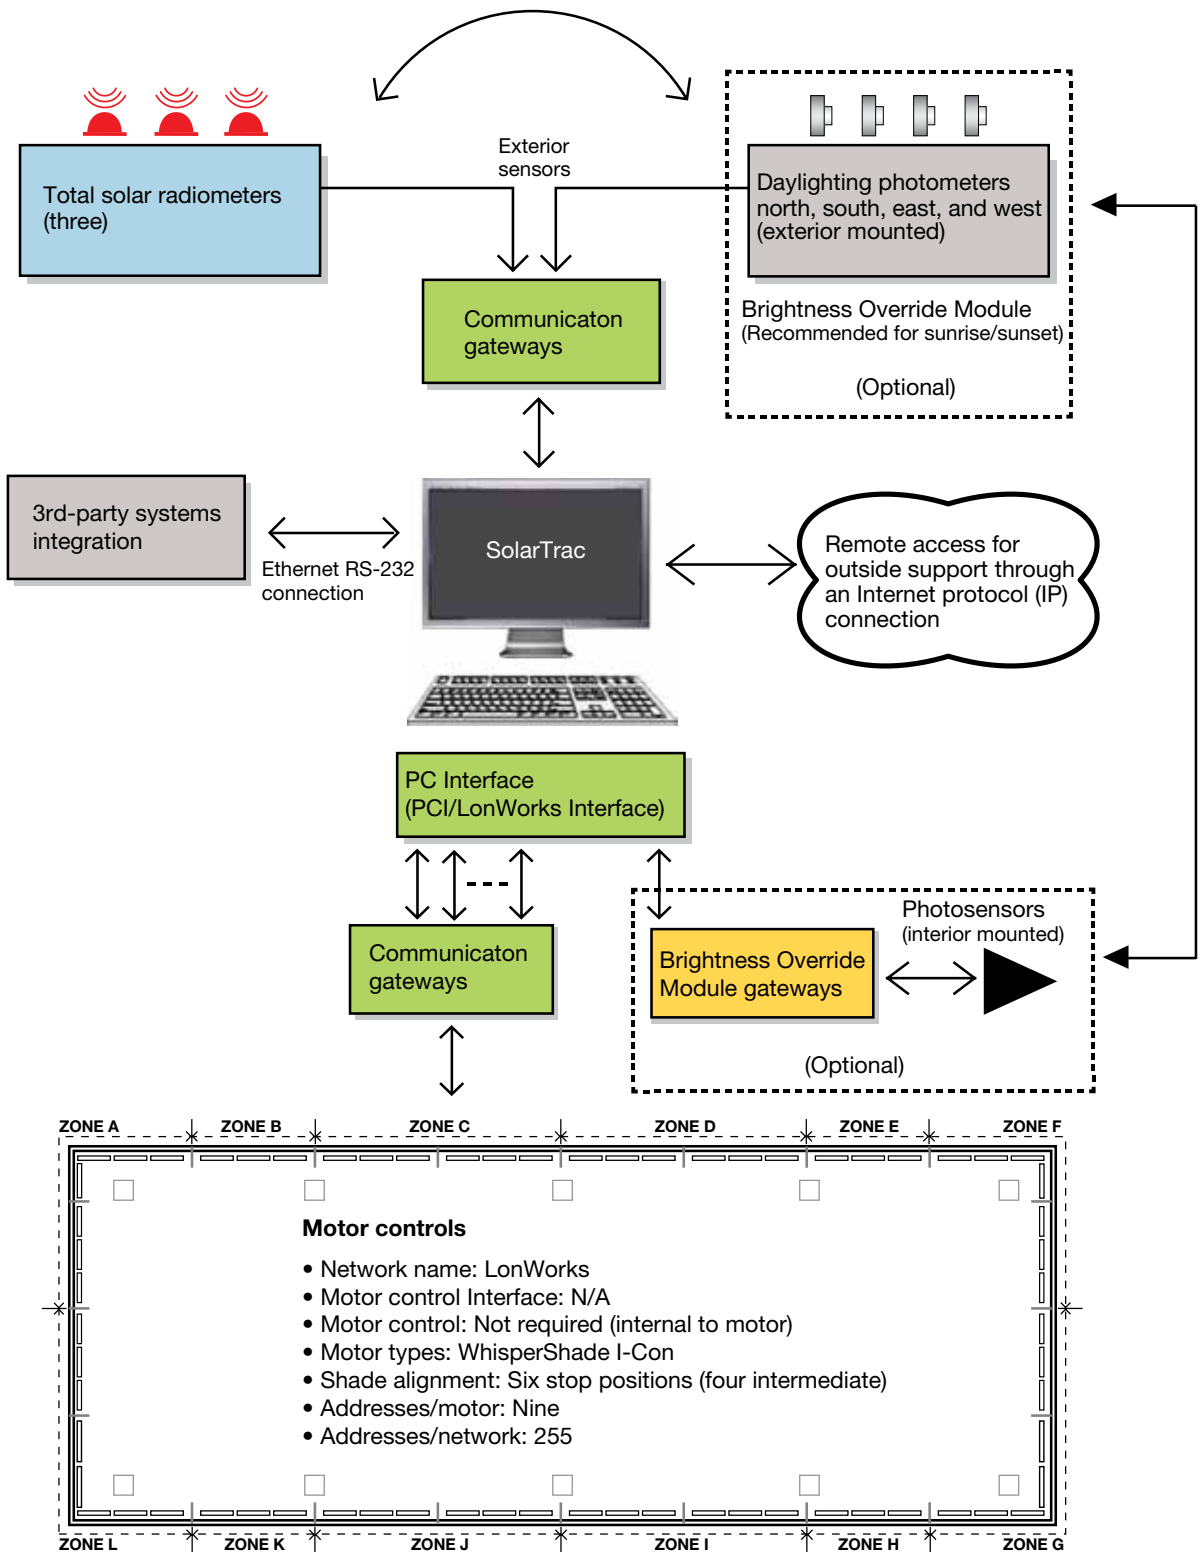 Exterior
sensors
Total solar radiometers
(three)
Daylighting photometers
north, south, east, and west
(exterior mounted)
Communicaton
gateways
Brightness Override Module
(Recommended for sunrise/sunset)
(Optional)
3rd-party systems
integration
Ethernet RS-232
connection
SolarTrac
Remote access for
outside support through
an Internet protocol (IP)
connection
PC Interface
(PCI/LonWorks Interface)
Communicaton
gateways
Brightness Override
Module gateways
Photosensors
(interior mounted)
(Optional)
ZONE A
ZONE B
ZONE C
ZONE D
ZONE E
ZONE F
Motor controls
• Network name: LonWorks
• Motor control Interface: N/A
• Motor control: Not required (internal to motor)
• Motor types: WhisperShade I-Con
• Shade alignment: Six stop positions (four intermediate)
• Addresses/motor: Nine
• Addresses/network: 255
ZONE L
ZONE K
ZONE J
ZONE I
ZONE H
ZONE G